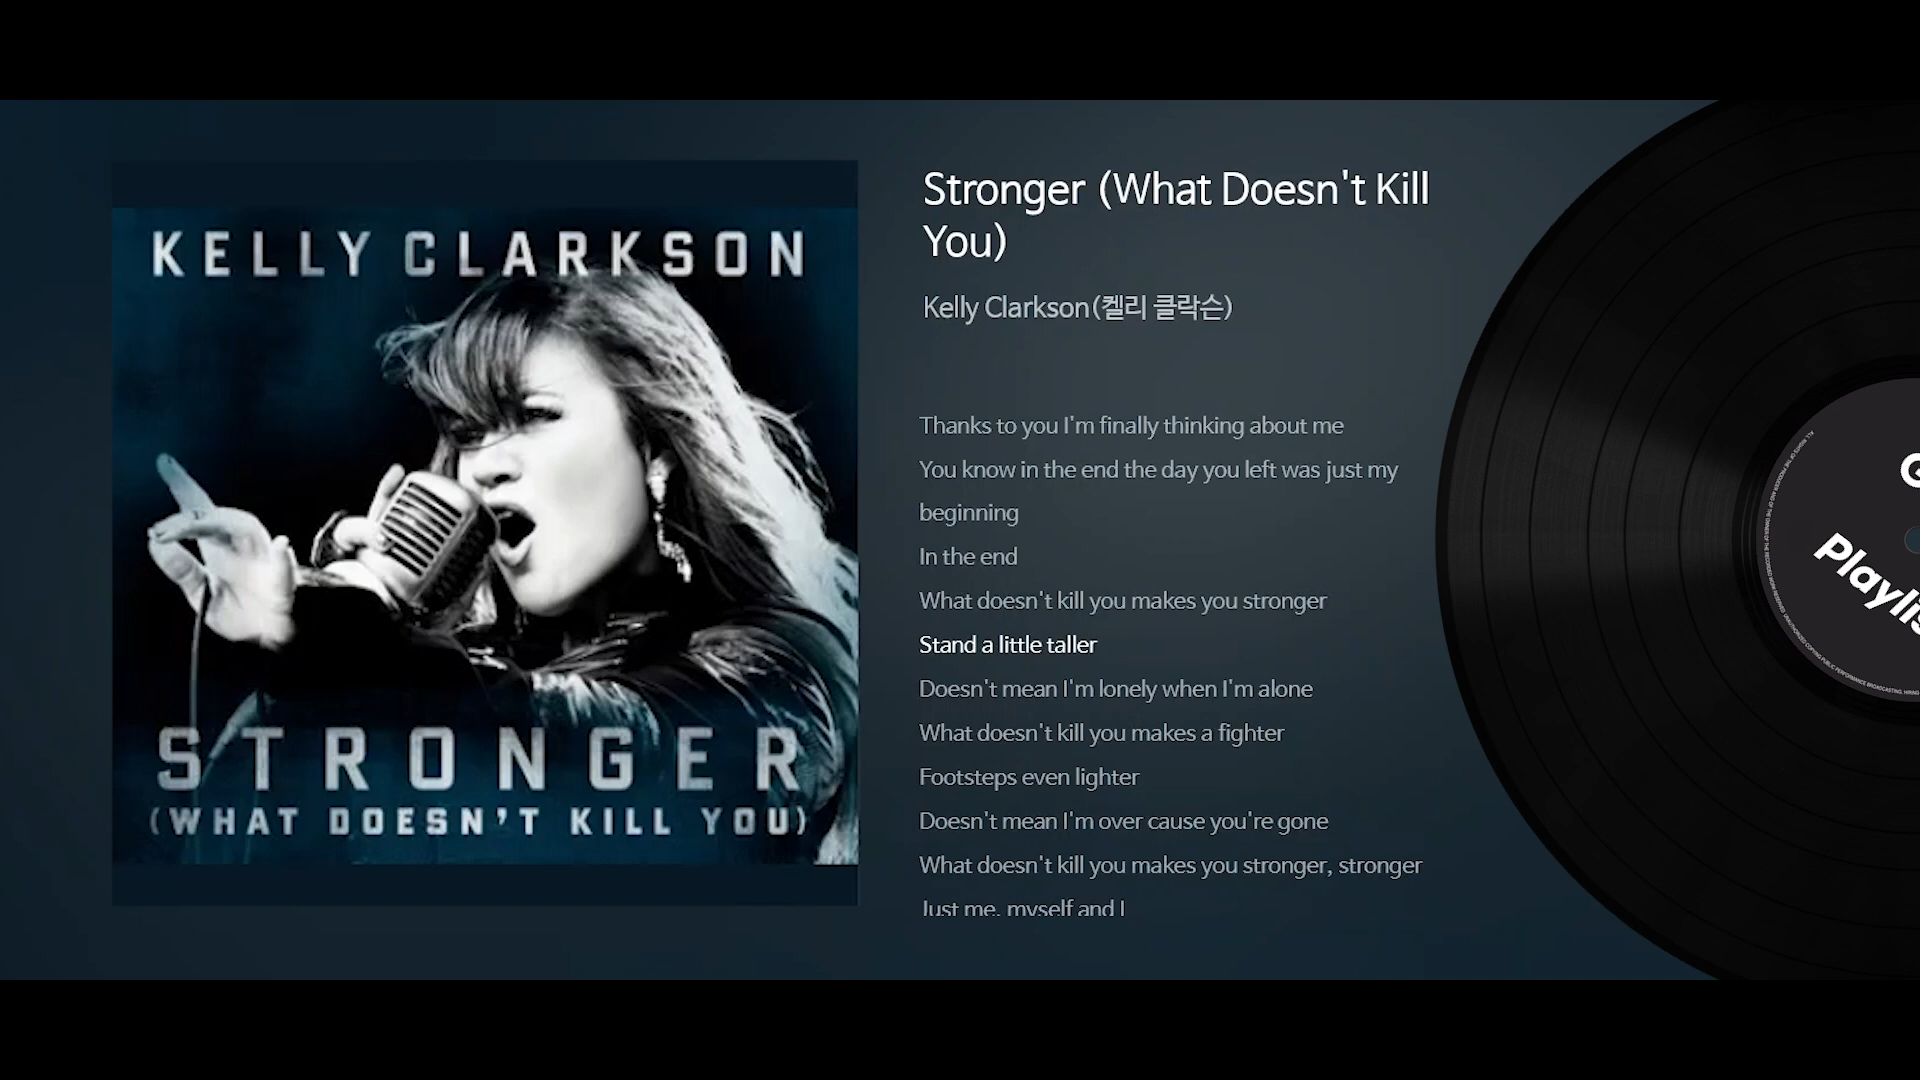 KELLY CLARKSON
STRONGER
(WHAT DOESN'T KILL YOU)
Stronger (What Doesn't Kill
You)
Kelly Clarkson(켈리 클락슨)
Thanks to you I'm finally thinking about me
You know in the end the day you left was just my
beginning
In the end
What doesn't kill you makes you stronger
Stand a little taller
Doesn't mean I'm lonely when I'm alone
What doesn't kill you makes a fighter
Footsteps even lighter
Doesn't mean I'm over cause you're gone
What doesn't kill you makes you stronger, stronger
Just me, myself and I
G
Playlis